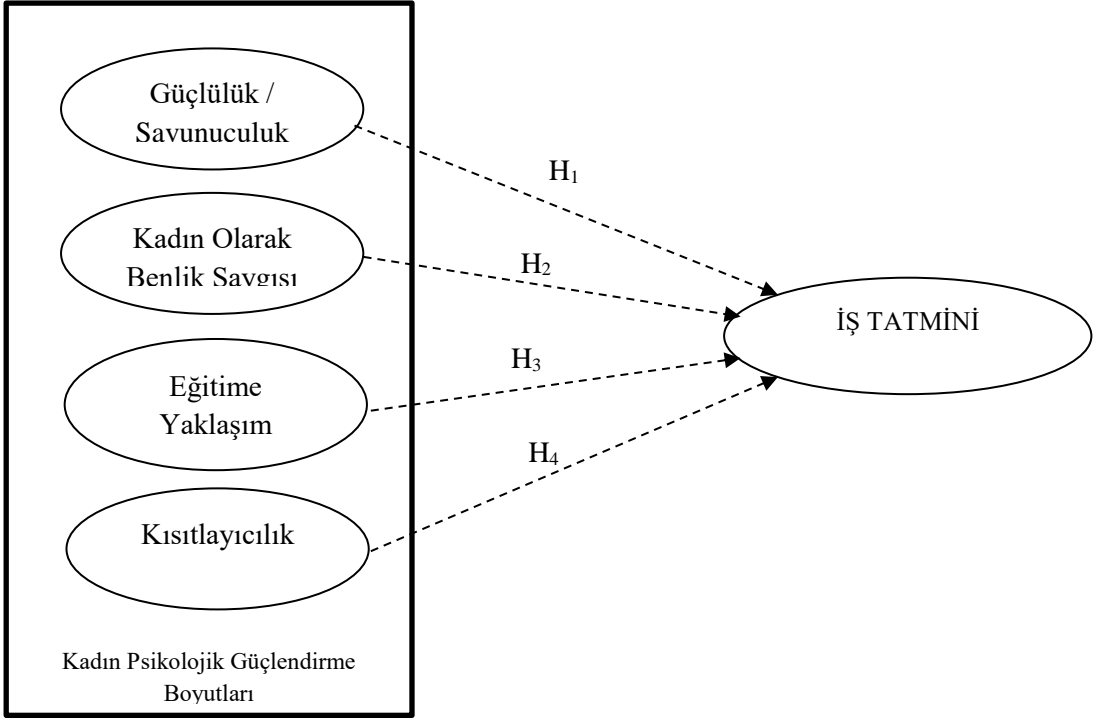 Güçlülük /
Savunuculuk
Kadın Olarak
Benlik Saygısı
Eğitime
Yaklaşım
Kısıtlayıcılık
Kadın Psikolojik Güçlendirme
Boyutları
H₁
H₂
H₃
H₄
İŞ TATMİNİ